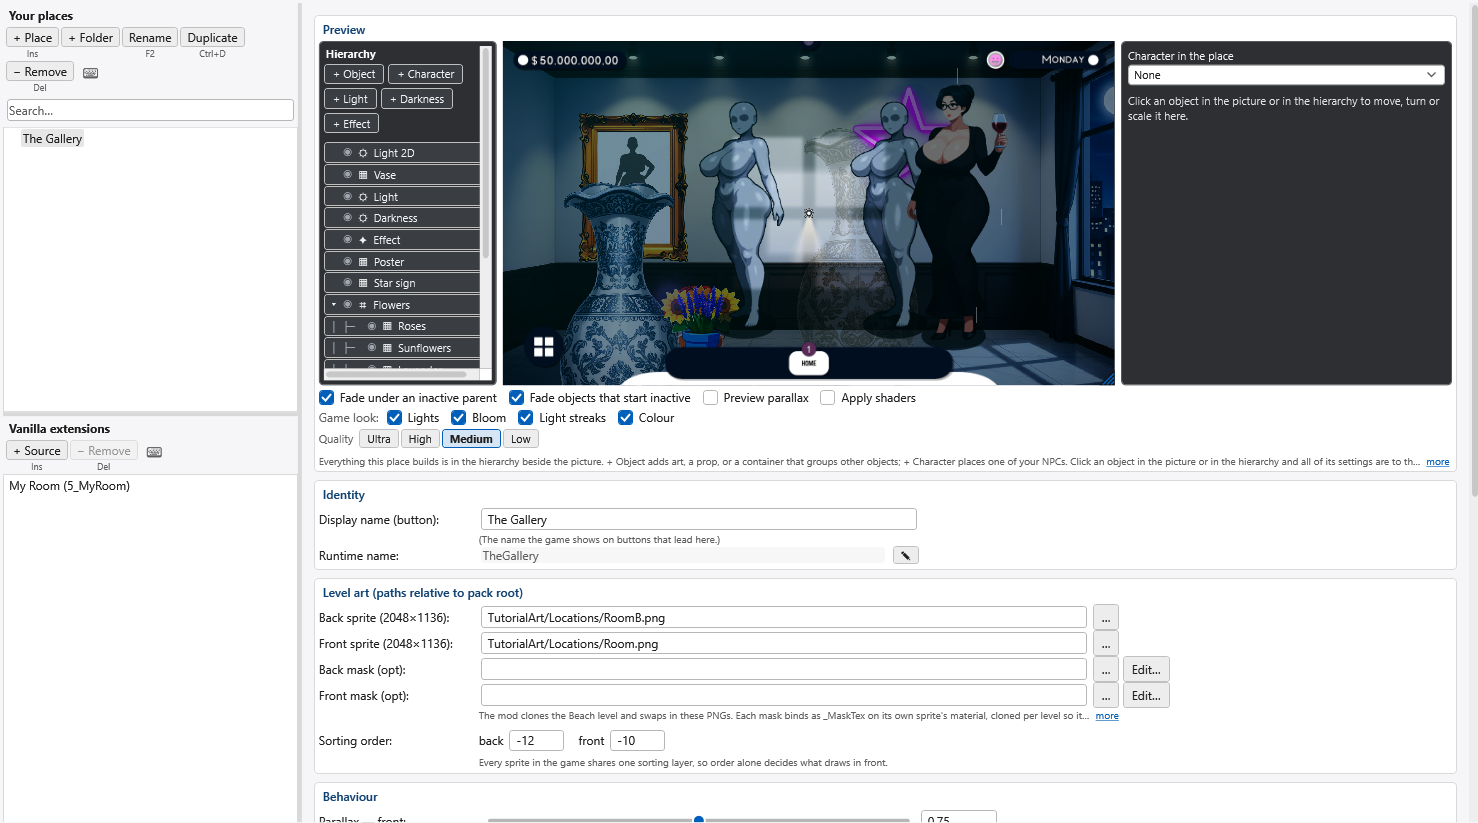 Your places
+ Place
+ Folder
Rename
Duplicate
Ins
F2
Ctrl+D
− Remove
Del
Search...
The Gallery
Vanilla extensions
+ Source
− Remove
Ins
Del
My Room (5_MyRoom)
Preview
Hierarchy
+ Object
+ Character
+ Light
+ Darkness
+ Effect
Light 2D
Vase
Light
Darkness
Effect
Poster
Star sign
Flowers
Roses
Sunflowers
$50.000.000.00
Monday
1
HOME
Character in the place
None
Click an object in the picture or in the hierarchy to move, turn or
scale it here.
Fade under an inactive parent
Fade objects that start inactive
Preview parallax
Apply shaders
Game look:
Lights
Bloom
Light streaks
Colour
Quality
Ultra
High
Medium
Low
Everything this place builds is in the hierarchy beside the picture. + Object adds art, a prop, or a container that groups other objects; + Character places one of your NPCs. Click an object in the picture or in the hierarchy and all of its settings are to th... more
Identity
Display name (button):
The Gallery
(The name the game shows on buttons that lead here.)
Runtime name:
TheGallery
Level art (paths relative to pack root)
Back sprite (2048×1136):
TutorialArt/Locations/RoomB.png
...
Front sprite (2048×1136):
TutorialArt/Locations/Room.png
...
Back mask (opt):
...
Edit...
Front mask (opt):
...
Edit...
The mod clones the Beach level and swaps in these PNGs. Each mask binds as _MaskTex on its own sprite's material, cloned per level so it... more
Sorting order:
back
-12
front
-10
Every sprite in the game shares one sorting layer, so order alone decides what draws in front.
Behaviour
Parallax — front:
0.75